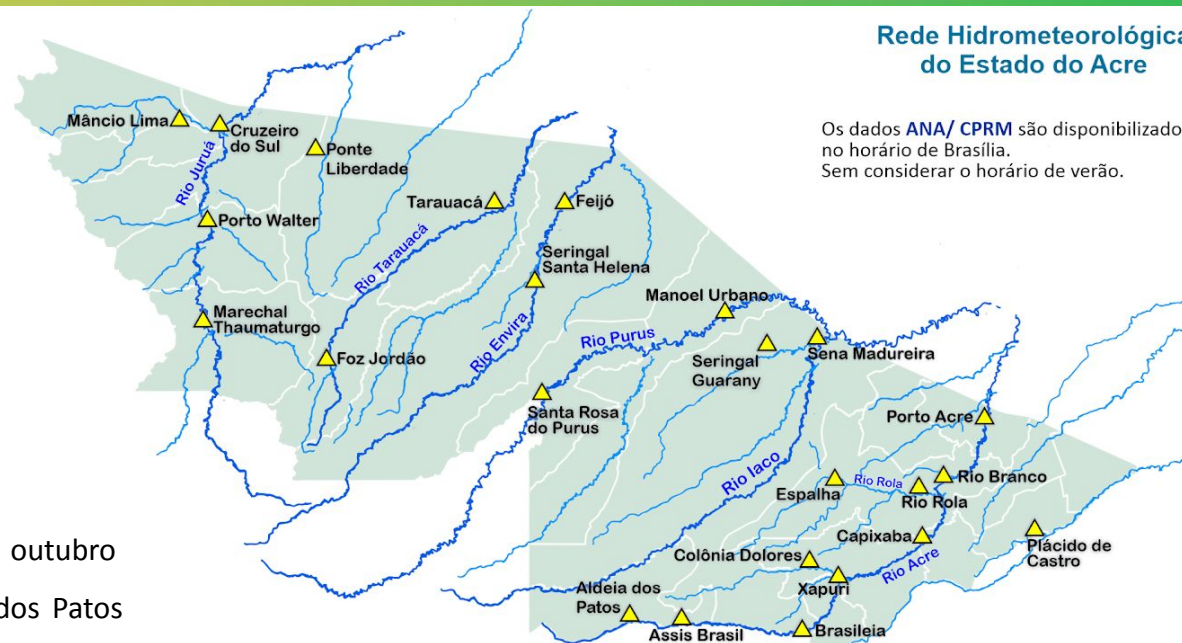 Rede Hidrometeorológica
do Estado do Acre
Os dados ANA/ CPRM são disponibilizado
no horário de Brasília.
Sem considerar o horário de verão.
Mâncio Lima
Cruzeiro
do Sul
Ponte
Liberdade
Rio Juruá
Porto Walter
Tarauacá
Feijó
Rio Tarauacá
Seringal
Santa Helena
Marechal
Thaumaturgo
Foz Jordão
Rio Envira
Manoel Urbano
Rio Purus
Seringal
Guarany
Sena Madureira
Santa Rosa
do Purus
Porto Acre
Rio Iaco
Espalha
Rio Rola
Rio Rola
Rio Branco
Capixaba
Plácido de
Castro
Colônia Dolores
Rio Acre
Xapuri
Aldeia dos
Patos
Assis Brasil
Brasileia
outubro
dos Patos